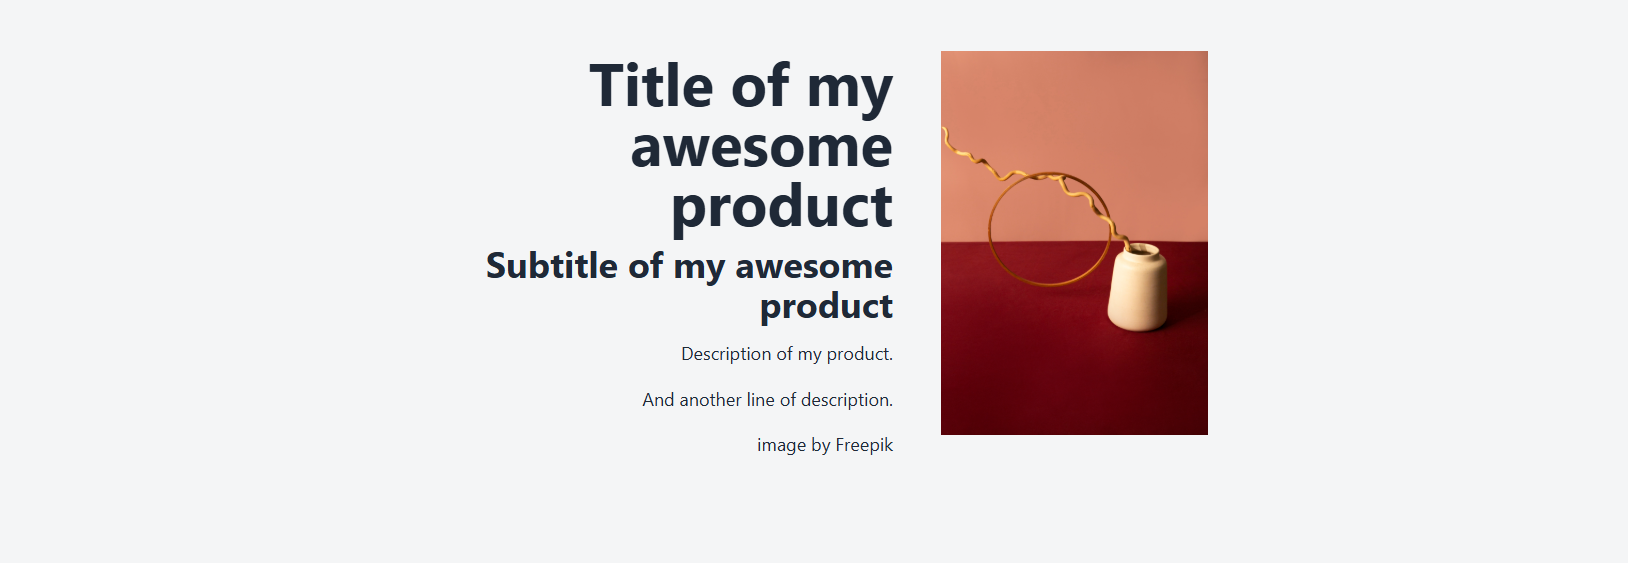 Title of my
awesome
product
Subtitle of my awesome
product
Description of my product.
And another line of description.
image by Freepik